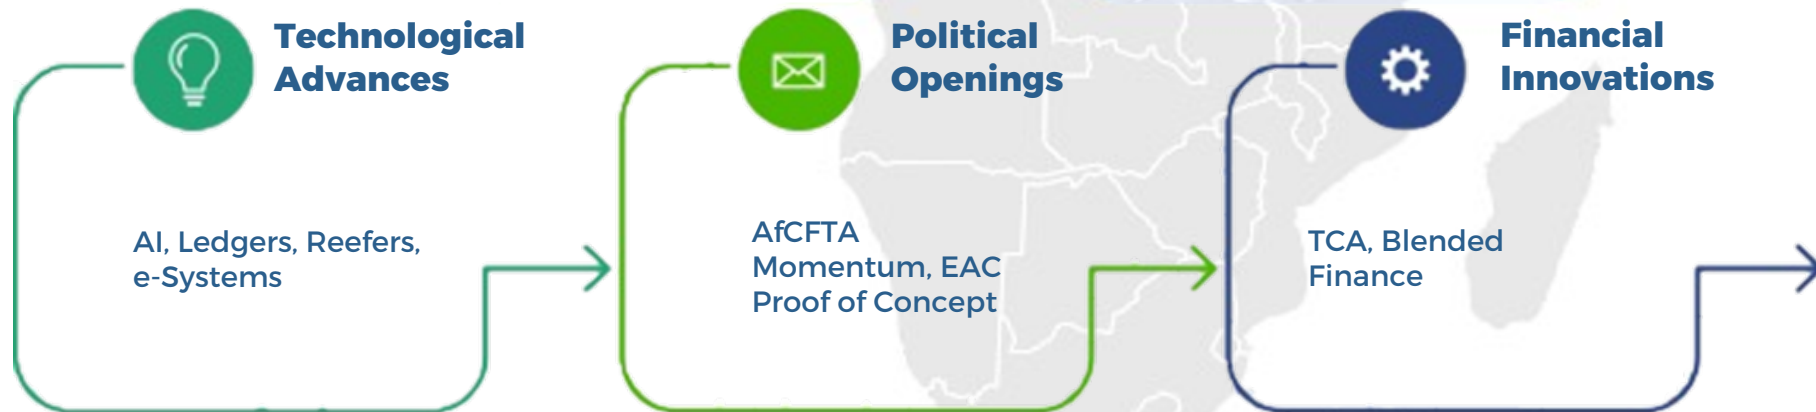 Technological
Advances
AI, Ledgers, Reefers,
e-Systems
Political
Openings
AfCFTA
Momentum, EAC
Proof of Concept
Financial
Innovations
TCA, Blended
Finance